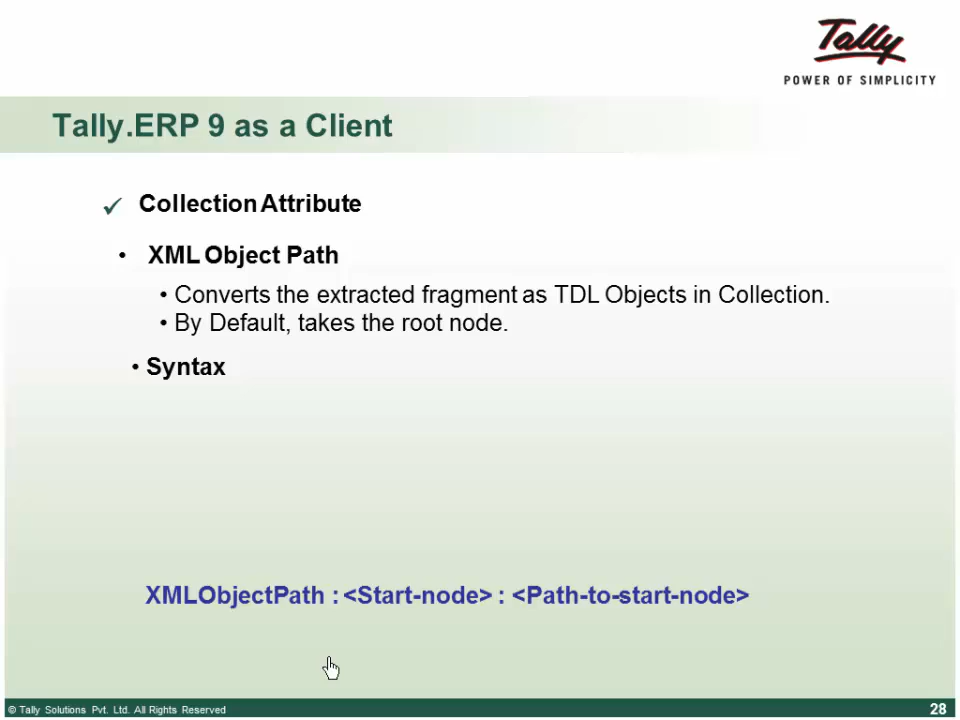 Tally
POWER OF SIMPLICITY
Tally.ERP 9 as a Client
✓ Collection Attribute
• XML Object Path
• Converts the extracted fragment as TDL Objects in Collection.
• By Default, takes the root node.
• Syntax
XMLObjectPath : <Start-node> : <Path-to-start-node>
© Tally Solutions Pvt. Ltd. All Rights Reserved 28